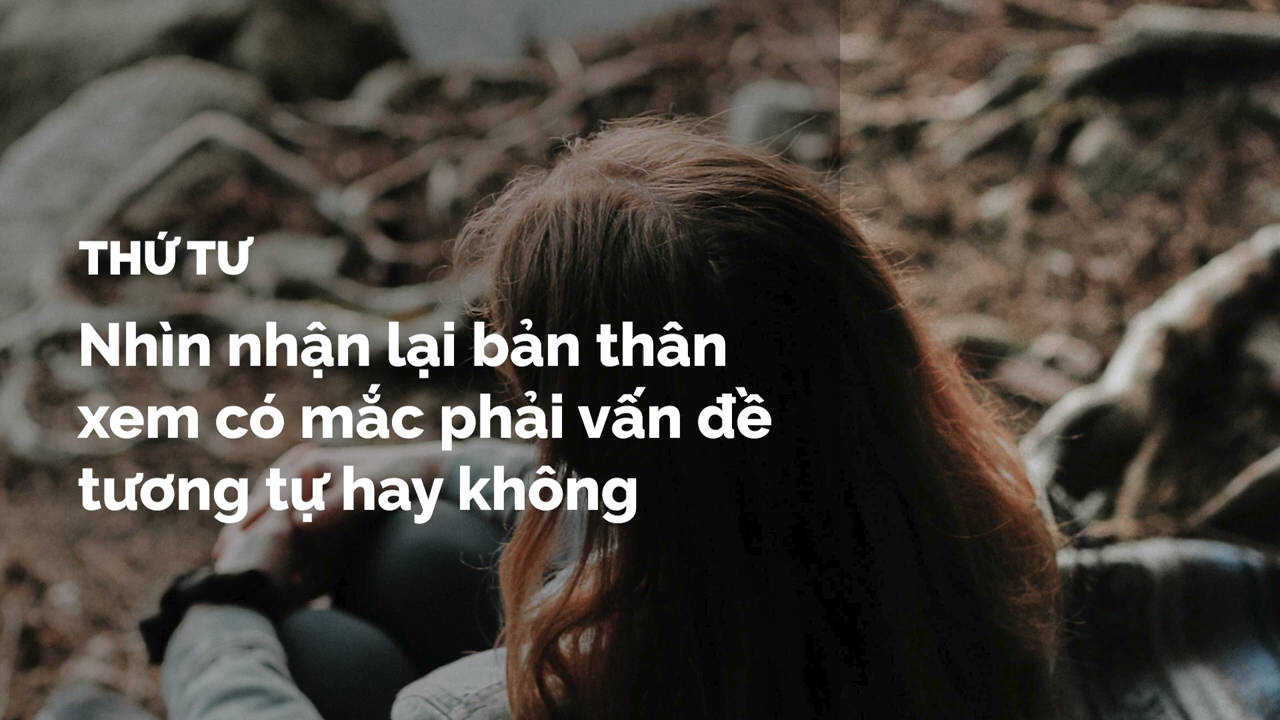 THỨ TƯ
Nhìn nhận lại bản thân
xem có mắc phải vấn đề
tương tự hay không